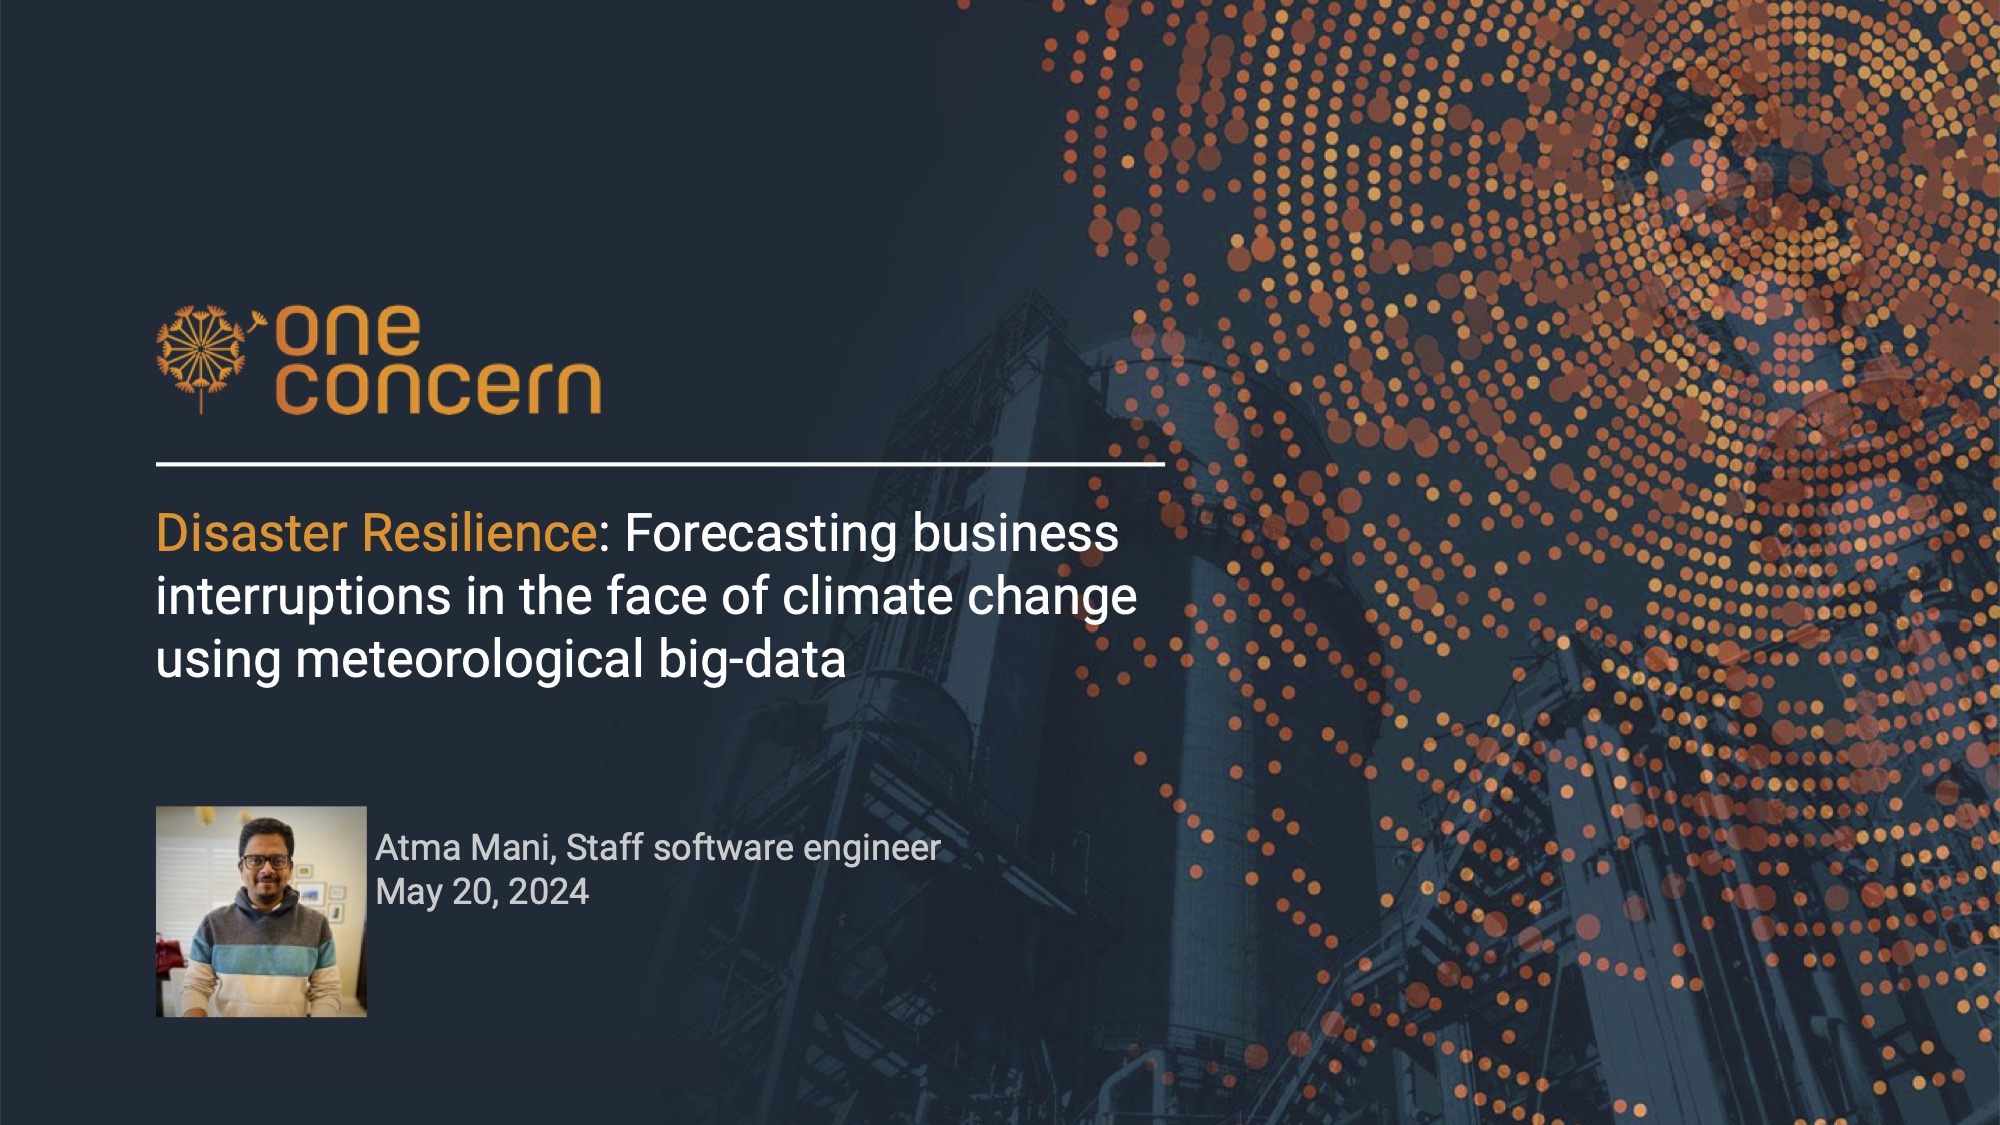 one
concern
Disaster Resilience: Forecasting business
interruptions in the face of climate change
using meteorological big-data
Atma Mani, Staff software engineer
May 20, 2024